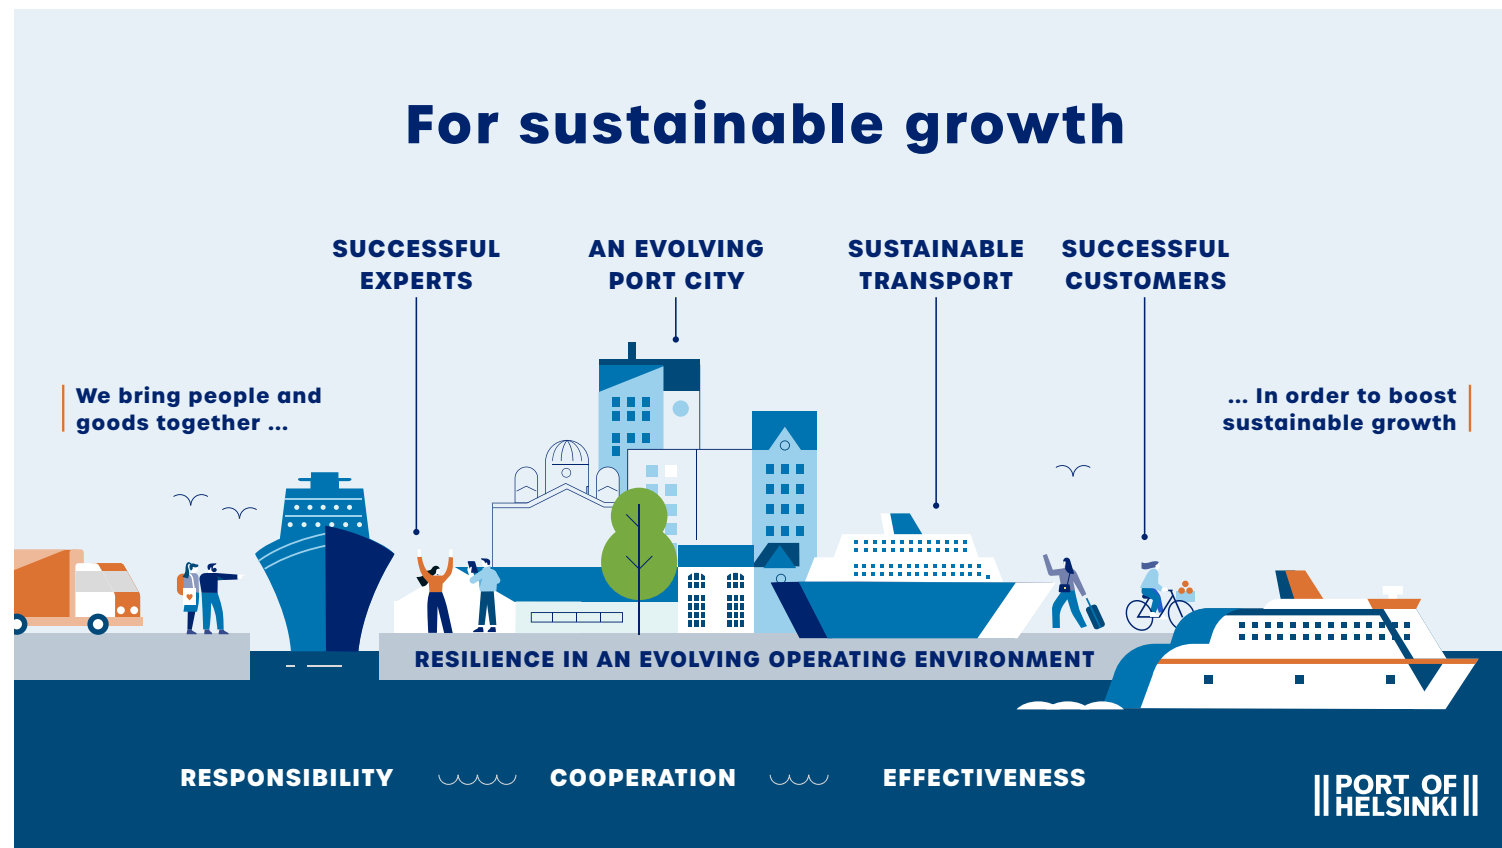 For sustainable growth
SUCCESSFUL
EXPERTS
AN EVOLVING
PORT CITY
SUSTAINABLE
TRANSPORT
SUCCESSFUL
CUSTOMERS
We bring people and
goods together ...
... In order to boost
sustainable growth
RESILIENCE IN AN EVOLVING OPERATING ENVIRONMENT
RESPONSIBILITY
COOPERATION
EFFECTIVENESS
PORT OF
HELSINKI